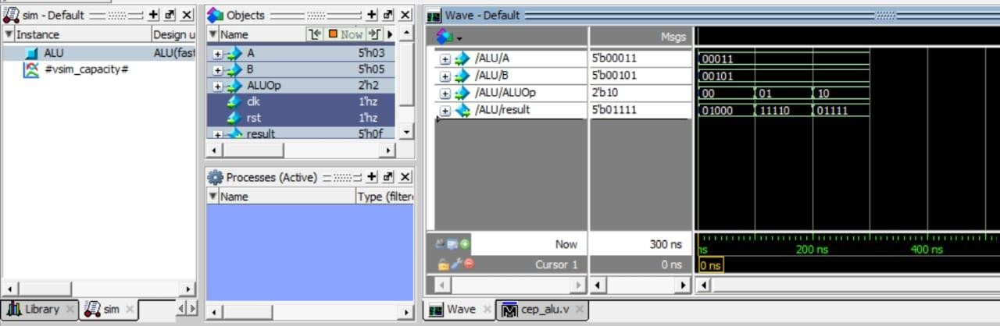 sim - Default
Instance Design u
ALU ALU(fast
#vsim_capacity#
Library sim
Objects
Name Now
A 5'h03
B 5'h05
ALUOp 2'h2
clk 1'hz
rst 1'hz
result 5'h0f
Processes (Active)
Name Type (filter
Wave - Default
Msgs
/ALU/A 5'b00011 00011
/ALU/B 5'b00101 00101
/ALU/ALUOp 2'b10 00 01 10
/ALU/result 5'b01111 01000 11110 01111
Now 300 ns ns 200 ns 400 ns
Cursor 1 0 ns 0 ns
Wave cep_alu.v